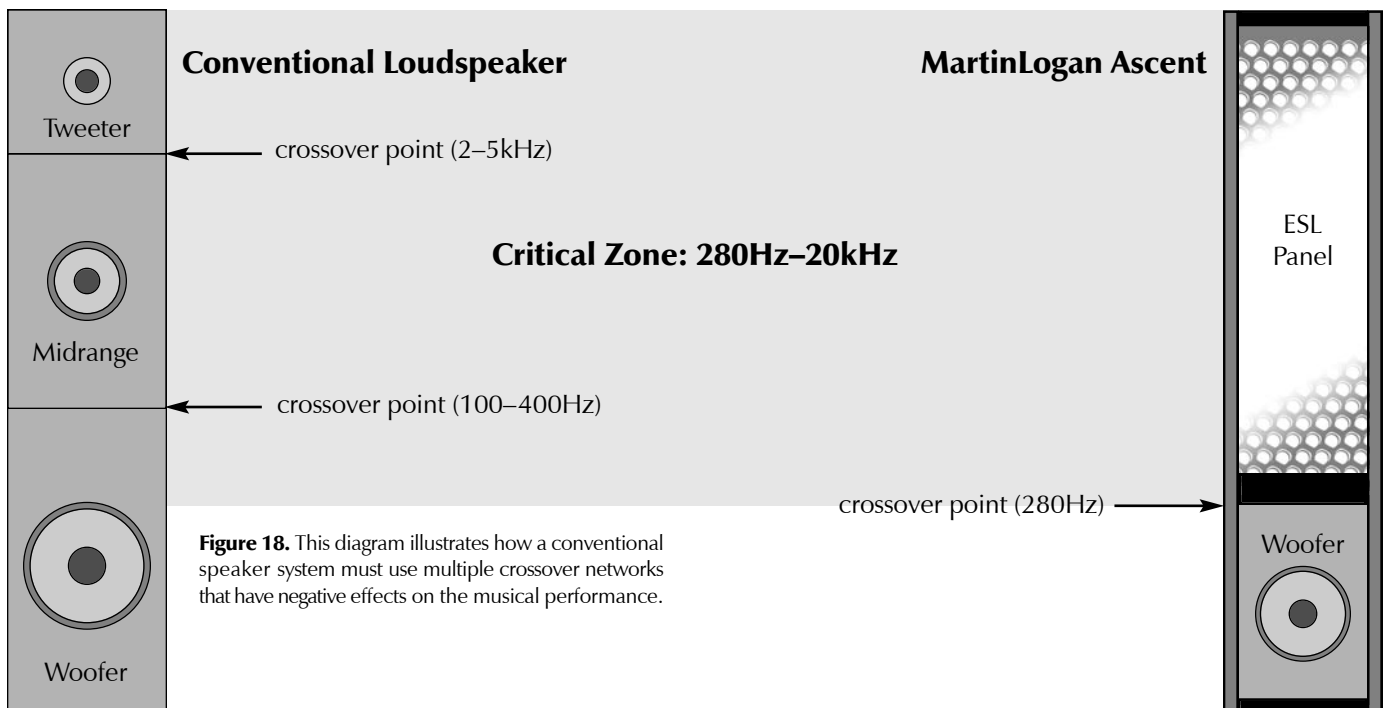 Conventional Loudspeaker
MartinLogan Ascent
Tweeter
crossover point (2–5kHz)
Critical Zone: 280Hz–20kHz
ESL
Panel
Midrange
crossover point (100–400Hz)
crossover point (280Hz)
Figure 18. This diagram illustrates how a conventional
speaker system must use multiple crossover networks
that have negative effects on the musical performance.
Woofer
Woofer